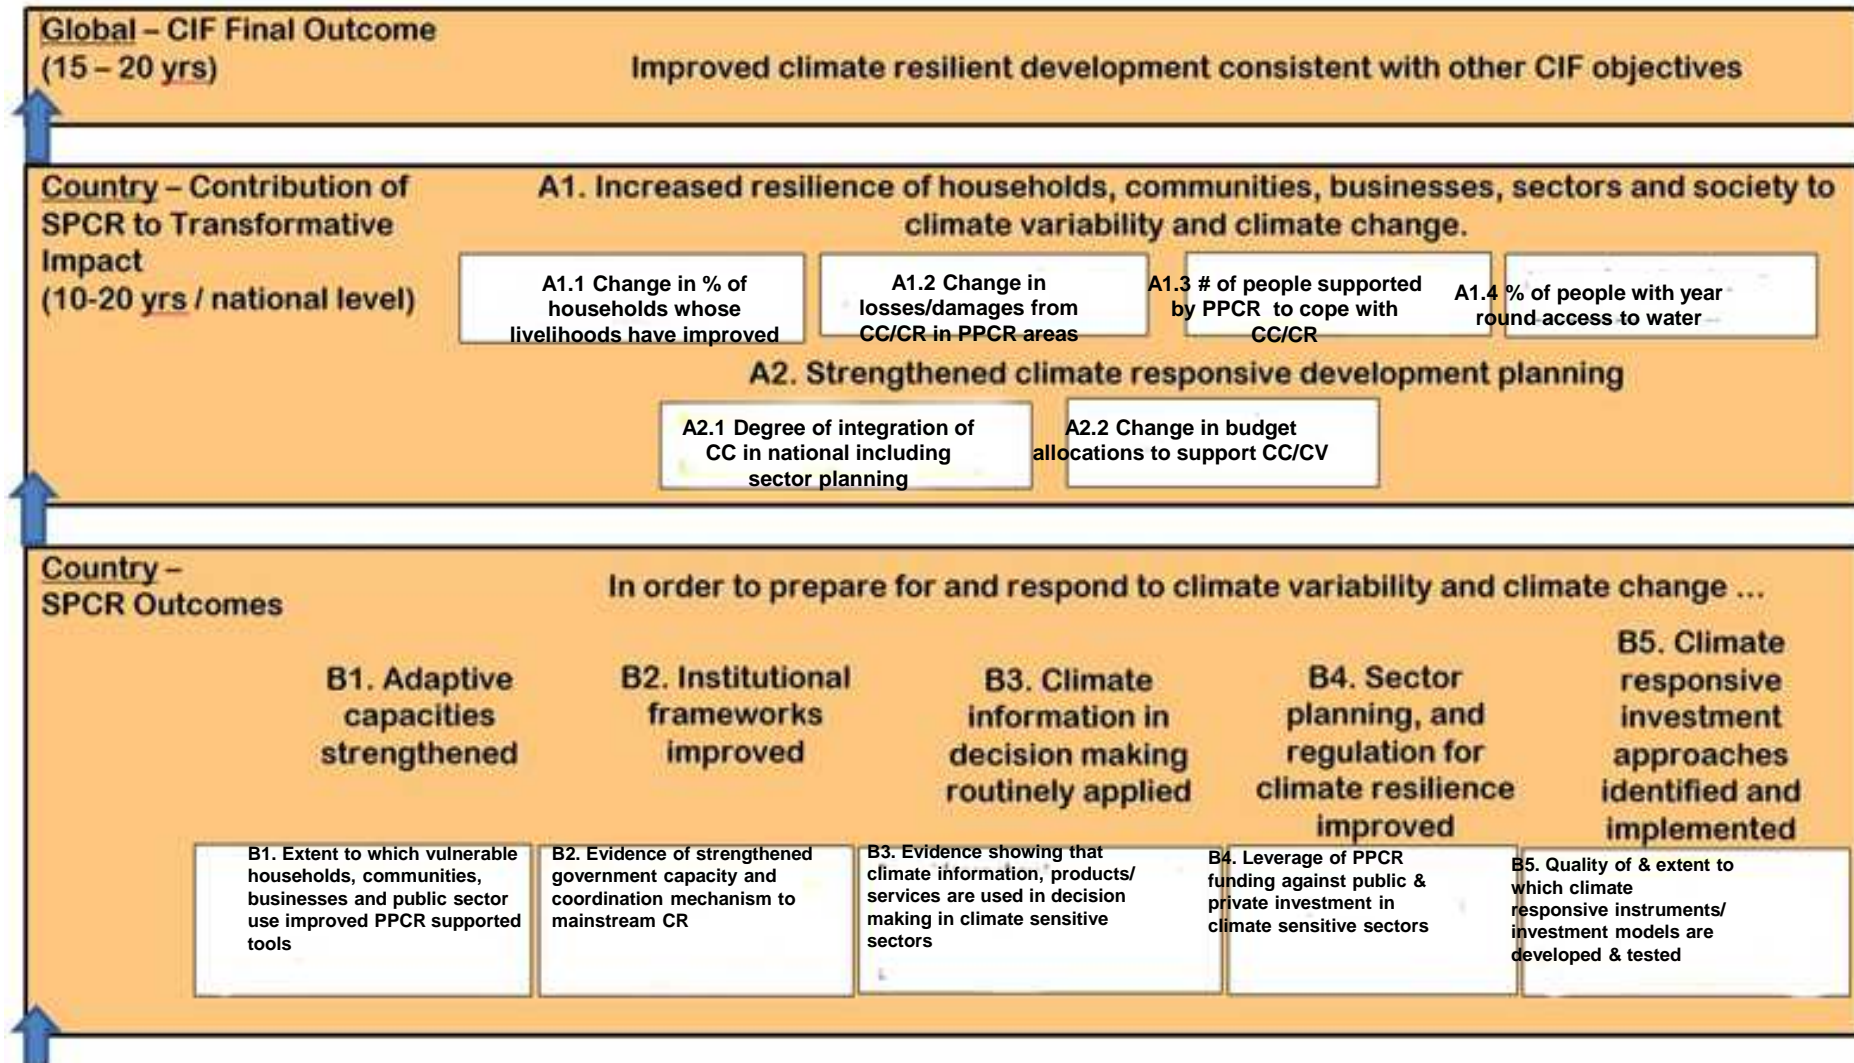 Global – CIF Final Outcome
(15 – 20 yrs)
Improved climate resilient development consistent with other CIF objectives
Country – Contribution of
SPCR to Transformative
Impact
(10-20 yrs / national level)
A1. Increased resilience of households, communities, businesses, sectors and society to
climate variability and climate change.
A1.1 Change in % of
households whose
livelihoods have improved
A1.2 Change in
losses/damages from
CC/CR in PPCR areas
A1.3 # of people supported
by PPCR to cope with
CC/CR
A1.4 % of people with year
round access to water
A2. Strengthened climate responsive development planning
A2.1 Degree of integration of
CC in national including
sector planning
A2.2 Change in budget
allocations to support CC/CV
Country –
SPCR Outcomes
In order to prepare for and respond to climate variability and climate change ...
B1. Adaptive
capacities
strengthened
B2. Institutional
frameworks
improved
B3. Climate
information in
decision making
routinely applied
B4. Sector
planning, and
regulation for
climate resilience
improved
B5. Climate
responsive
investment
approaches
identified and
implemented
B1. Extent to which vulnerable
households, communities,
businesses and public sector
use improved PPCR supported
tools
B2. Evidence of strengthened
government capacity and
coordination mechanism to
mainstream CR
B3. Evidence showing that
climate information, products/
services are used in decision
making in climate sensitive
sectors
B4. Leverage of PPCR
funding against public &
private investment in
climate sensitive sectors
B5. Quality of & extent to
which climate
responsive instruments/
investment models are
developed & tested